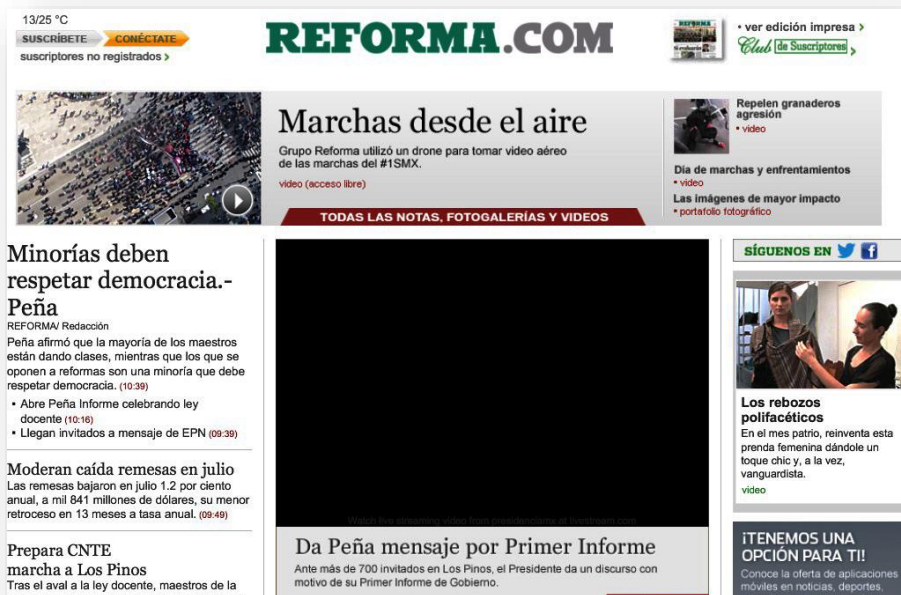 13/25 °C
SUSCRÍBETE CONÉCTATE
suscriptores no registrados >
REFORMA.COM
• ver edición impresa >
Club de Suscriptores >
Marchas desde el aire
Grupo Reforma utilizó un drone para tomar video aéreo
de las marchas del #1SMX.
video (acceso libre)
TODAS LAS NOTAS, FOTOGALERÍAS Y VIDEOS
Repelen granaderos
agresión
• video
Día de marchas y enfrentamientos
• video
Las imágenes de mayor impacto
• portafolio fotográfico
Minorías deben
respetar democracia.-
Peña
REFORMA/ Redacción
Peña afirmó que la mayoría de los maestros
están dando clases, mientras que los que se
oponen a reformas son una minoría que debe
respetar democracia. (10:39)
• Abre Peña Informe celebrando ley
docente (10:16)
• Llegan invitados a mensaje de EPN (09:39)
Moderan caída remesas en julio
Las remesas bajaron en julio 1.2 por ciento
anual, a mil 841 millones de dólares, su menor
retroceso en 13 meses a tasa anual. (09:49)
Prepara CNTE
marcha a Los Pinos
Tras el aval a la ley docente, maestros de la
Watch live streaming video from presidenciamx at livestream.com
Da Peña mensaje por Primer Informe
Ante más de 700 invitados en Los Pinos, el Presidente da un discurso con
motivo de su Primer Informe de Gobierno.
SÍGUENOS EN
Los rebozos
polifacéticos
En el mes patrio, reinventa esta
prenda femenina dándole un
toque chic y, a la vez,
vanguardista.
video
¡TENEMOS UNA
OPCIÓN PARA TI!
Conoce la oferta de aplicaciones
móviles en noticias, deportes,